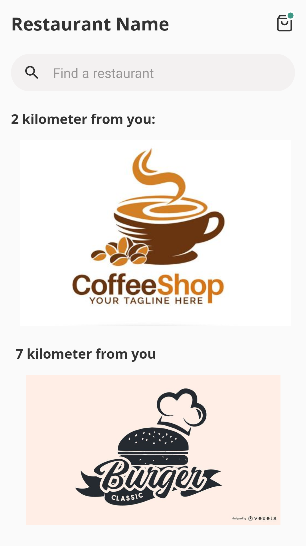 Restaurant Name
Find a restaurant
2 kilometer from you:
CoffeeShop
YOUR TAGLINE HERE
7 kilometer from you
Burger
CLASSIC